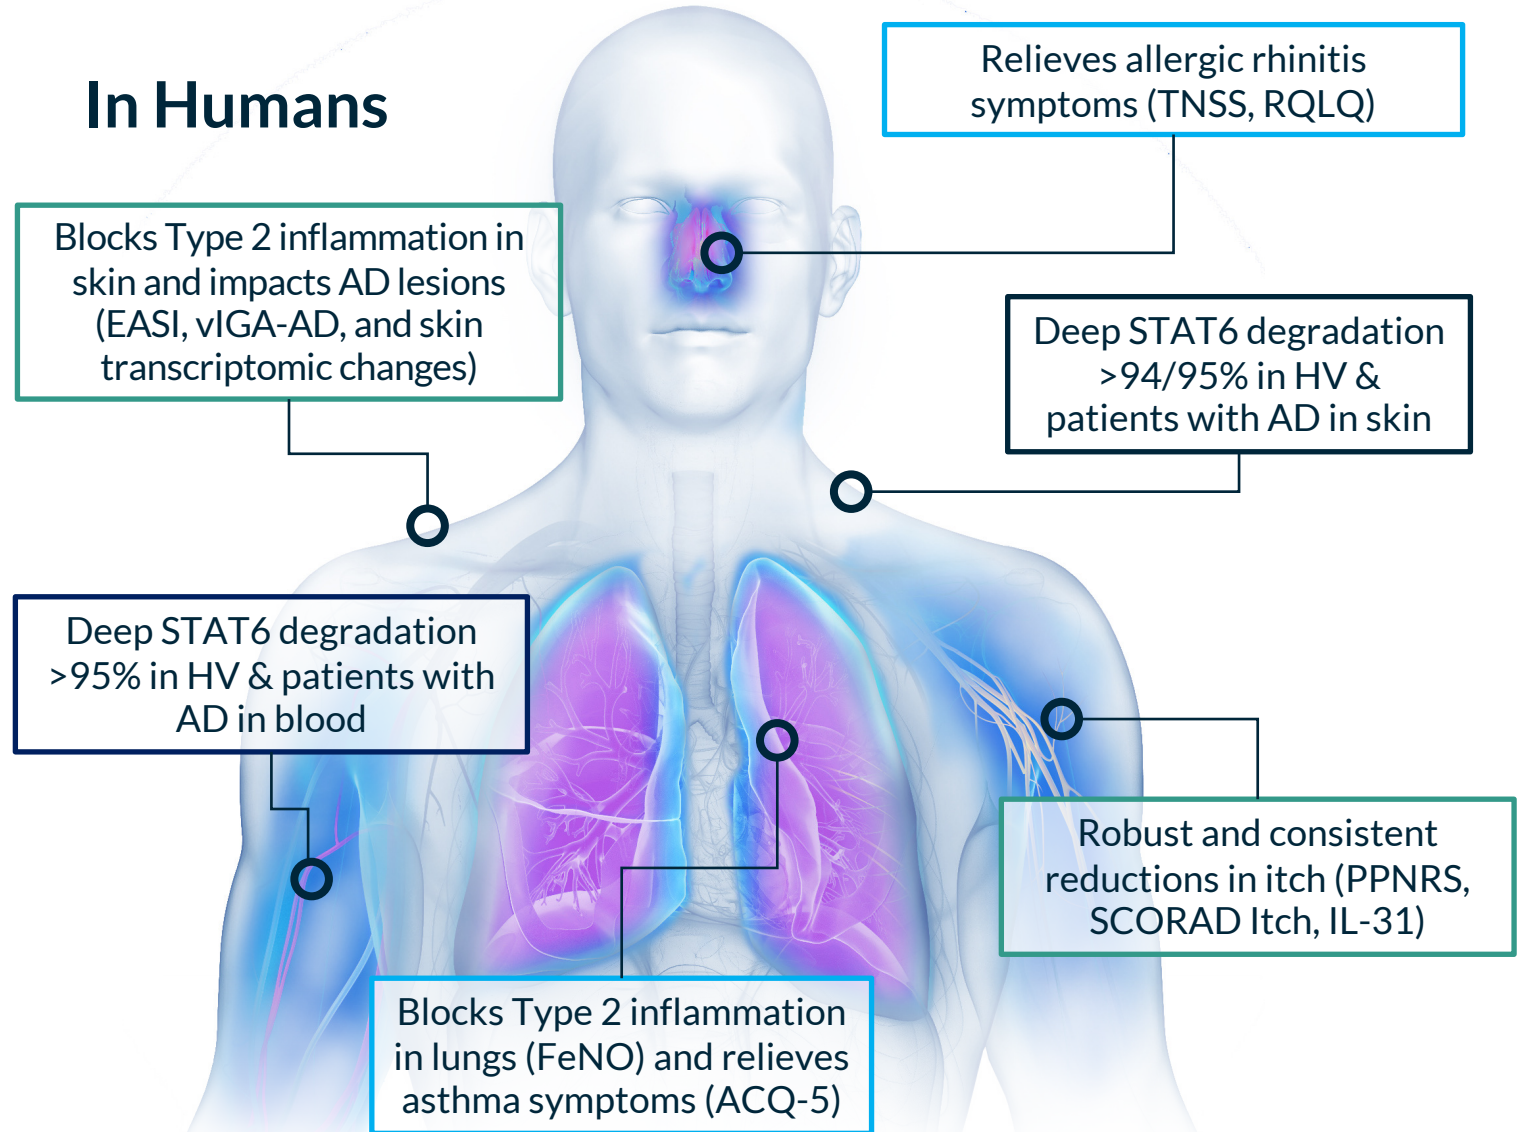 In Humans
Relieves allergic rhinitis
symptoms (TNSS, RQLQ)
Blocks Type 2 inflammation in
skin and impacts AD lesions
(EASI, vIGA-AD, and skin
transcriptomic changes)
Deep STAT6 degradation
>94/95% in HV &
patients with AD in skin
Deep STAT6 degradation
>95% in HV & patients with
AD in blood
Robust and consistent
reductions in itch (PPNRS,
SCORAD Itch, IL-31)
Blocks Type 2 inflammation
in lungs (FeNO) and relieves
asthma symptoms (ACQ-5)